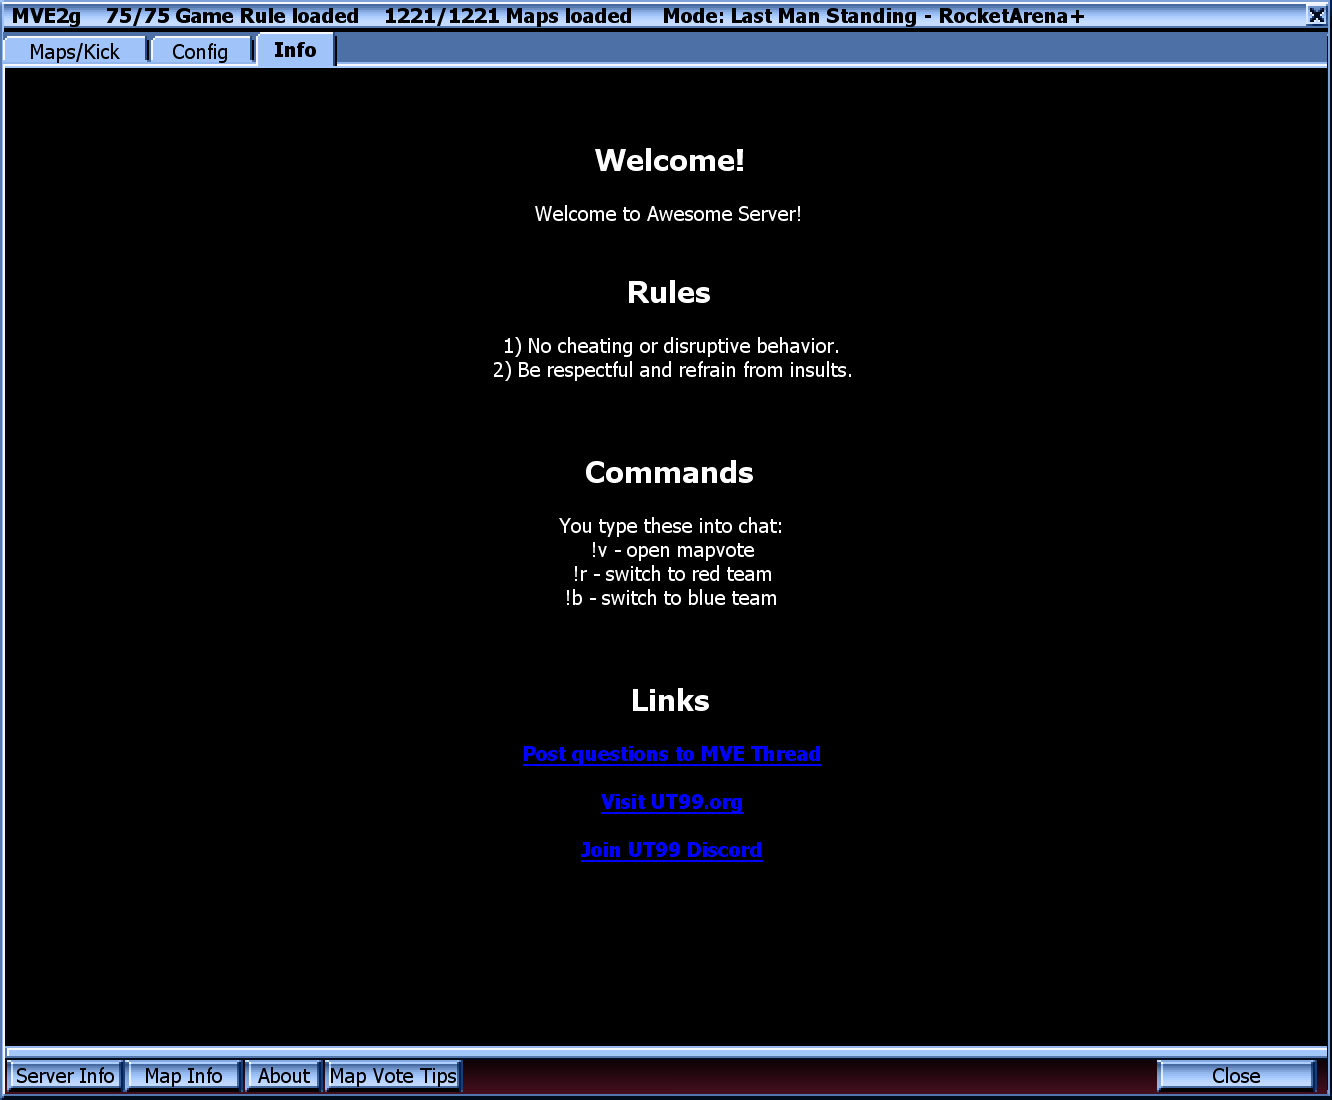 MVE2g 75/75 Game Rule loaded 1221/1221 Maps loaded Mode: Last Man Standing - RocketArena+
Maps/Kick Config Info
Welcome!
Welcome to Awesome Server!
Rules
1) No cheating or disruptive behavior.
2) Be respectful and refrain from insults.
Commands
You type these into chat:
!v - open mapvote
!r - switch to red team
!b - switch to blue team
Links
Post questions to MVE Thread
Visit UT99.org
Join UT99 Discord
Server Info Map Info About Map Vote Tips Close